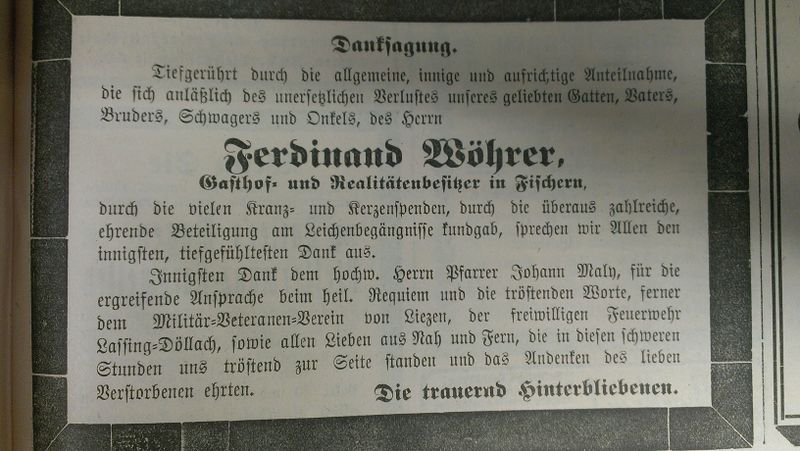 Danksagung.
Tiefgerührt durch die allgemeine, innige und aufrichtige Anteilnahme,
die sich anläßlich des unersetzlichen Verlustes unseres geliebten Gatten, Vaters,
Bruders, Schwagers und Onkels, des Herrn
Ferdinand Wöhrer,
Gasthof- und Realitätenbesitzer in Fischern,
durch die vielen Kranz- und Kerzenspenden, durch die überaus zahlreiche,
ehrende Beteiligung am Leichenbegängnisse kundgab, sprechen wir Allen den
innigsten, tiefgefühltesten Dank aus.
Innigsten Dank dem hochw. Herrn Pfarrer Johann Maly, für die
ergreifende Ansprache beim heil. Requiem und die tröstenden Worte, ferner
dem Militär-Veteranen-Verein von Liezen, der freiwilligen Feuerwehr
Lassing-Döllach, sowie allen Lieben aus Nah und Fern, die in diesen schweren
Stunden uns tröstend zur Seite standen und das Andenken des lieben
Verstorbenen ehrten. Die trauernd Hinterbliebenen.